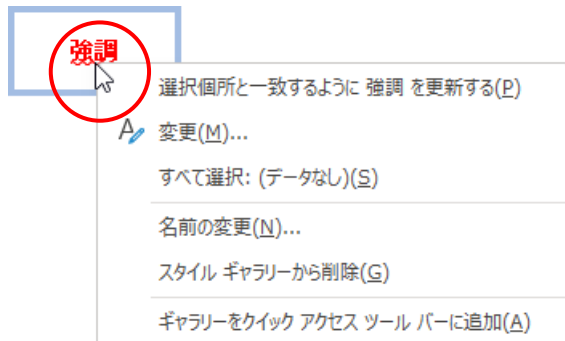 強調
選択個所と一致するように 強調 を更新する(P)
変更(M)...
すべて選択: (データなし)(S)
名前の変更(N)...
スタイル ギャラリーから削除(G)
ギャラリーをクイック アクセス ツール バーに追加(A)